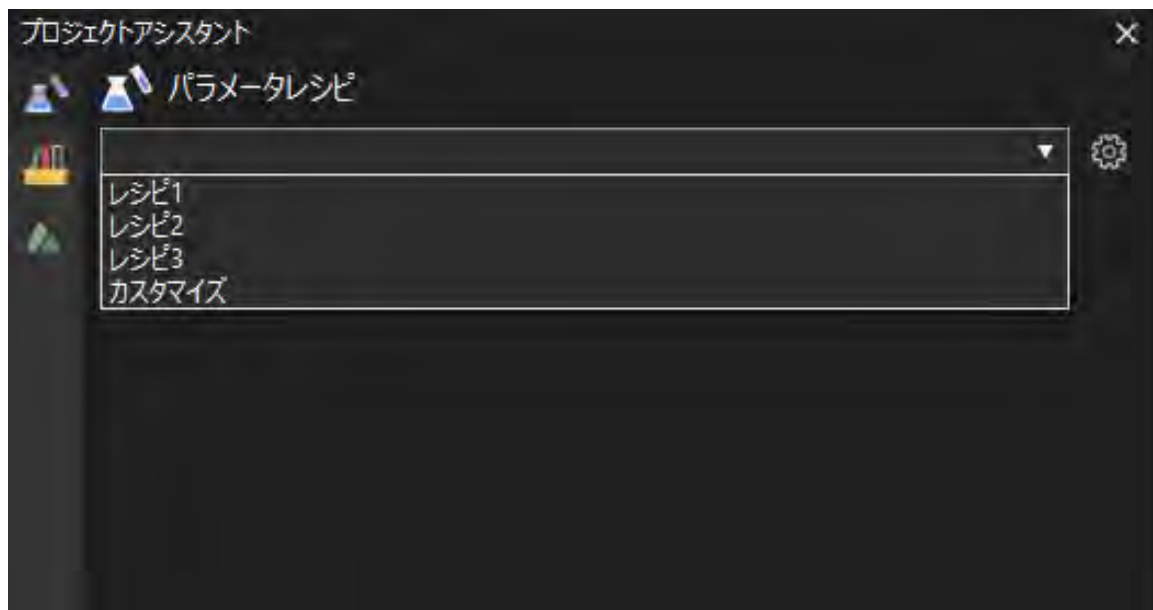 プロジェクトアシスタント
パラメータレシピ
レシピ1
レシピ2
レシピ3
カスタマイズ